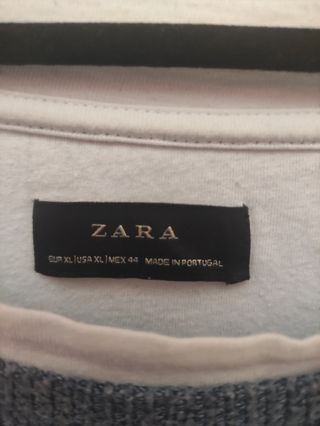 ZARA
EUR XL | USA XL | MEX 44 MADE IN PORTUGAL